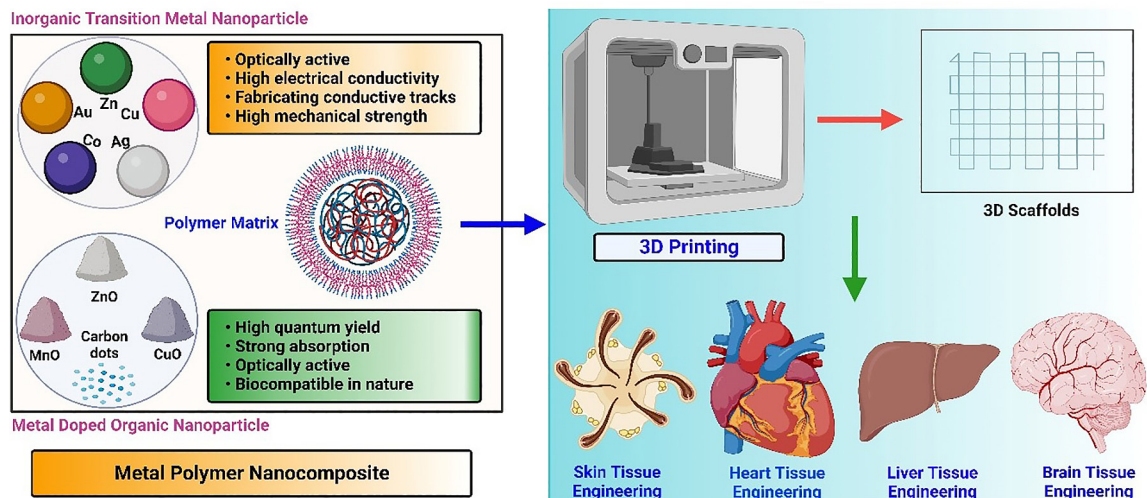 Inorganic Transition Metal Nanoparticle
Zn
Au
Cu
Co
Ag
• Optically active
• High electrical conductivity
• Fabricating conductive tracks
• High mechanical strength
Polymer Matrix
ZnO
MnO
Carbon
dots
CuO
• High quantum yield
• Strong absorption
• Optically active
• Biocompatible in nature
Metal Doped Organic Nanoparticle
Metal Polymer Nanocomposite
3D Printing
3D Scaffolds
Skin Tissue
Engineering
Heart Tissue
Engineering
Liver Tissue
Engineering
Brain Tissue
Engineering